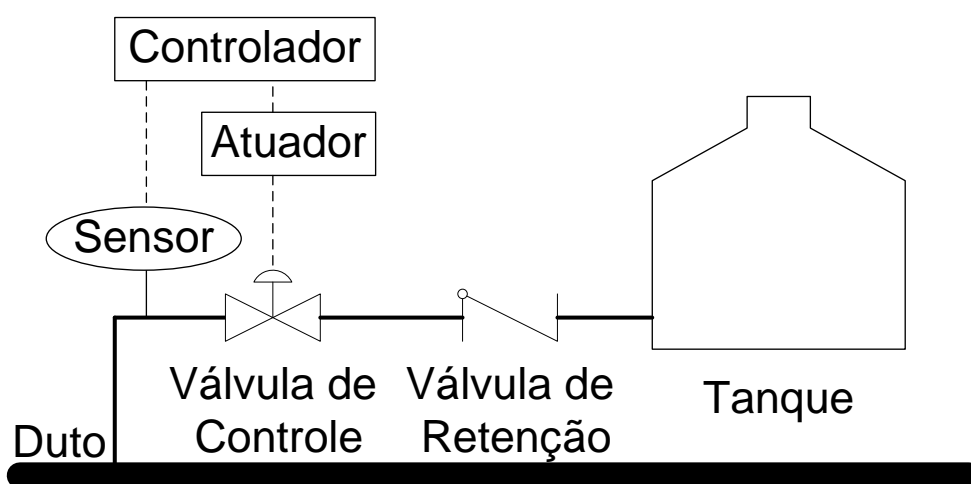 Controlador
Atuador
Sensor
Válvula de
Controle
Válvula de
Retenção
Tanque
Duto